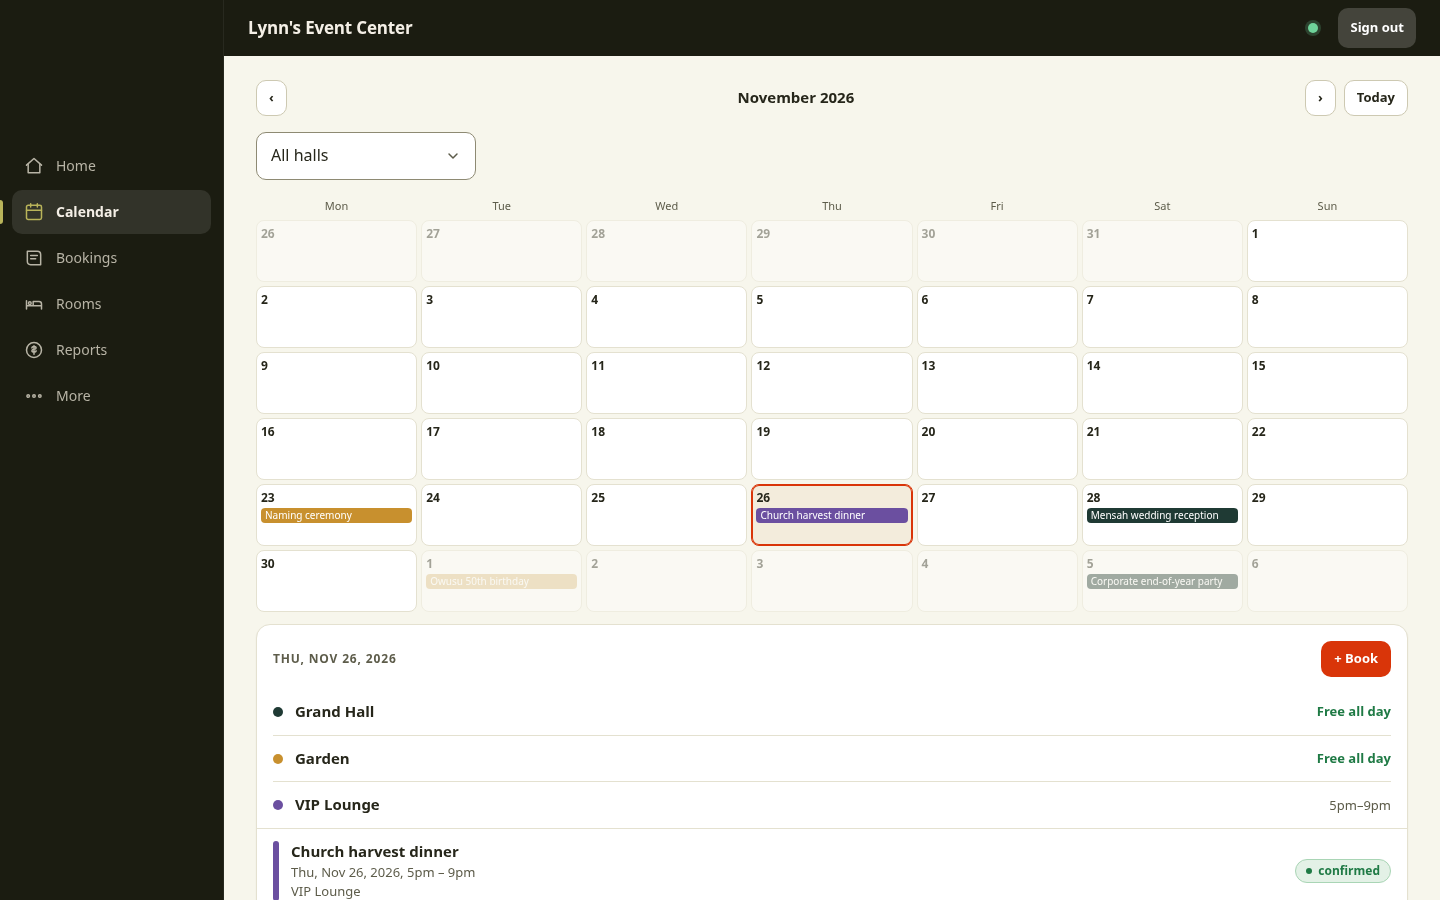 Lynn's Event Center
Sign out
Home
Calendar
Bookings
Rooms
Reports
More
‹
November 2026
›
Today
All halls
Mon Tue Wed Thu Fri Sat Sun
26 27 28 29 30 31 1
2 3 4 5 6 7 8
9 10 11 12 13 14 15
16 17 18 19 20 21 22
23 24 25 26 27 28 29
Naming ceremony Church harvest dinner Mensah wedding reception
30 1 2 3 4 5 6
Owusu 50th birthday Corporate end-of-year party
THU, NOV 26, 2026
+ Book
Grand Hall Free all day
Garden Free all day
VIP Lounge 5pm–9pm
Church harvest dinner
Thu, Nov 26, 2026, 5pm – 9pm
VIP Lounge
confirmed